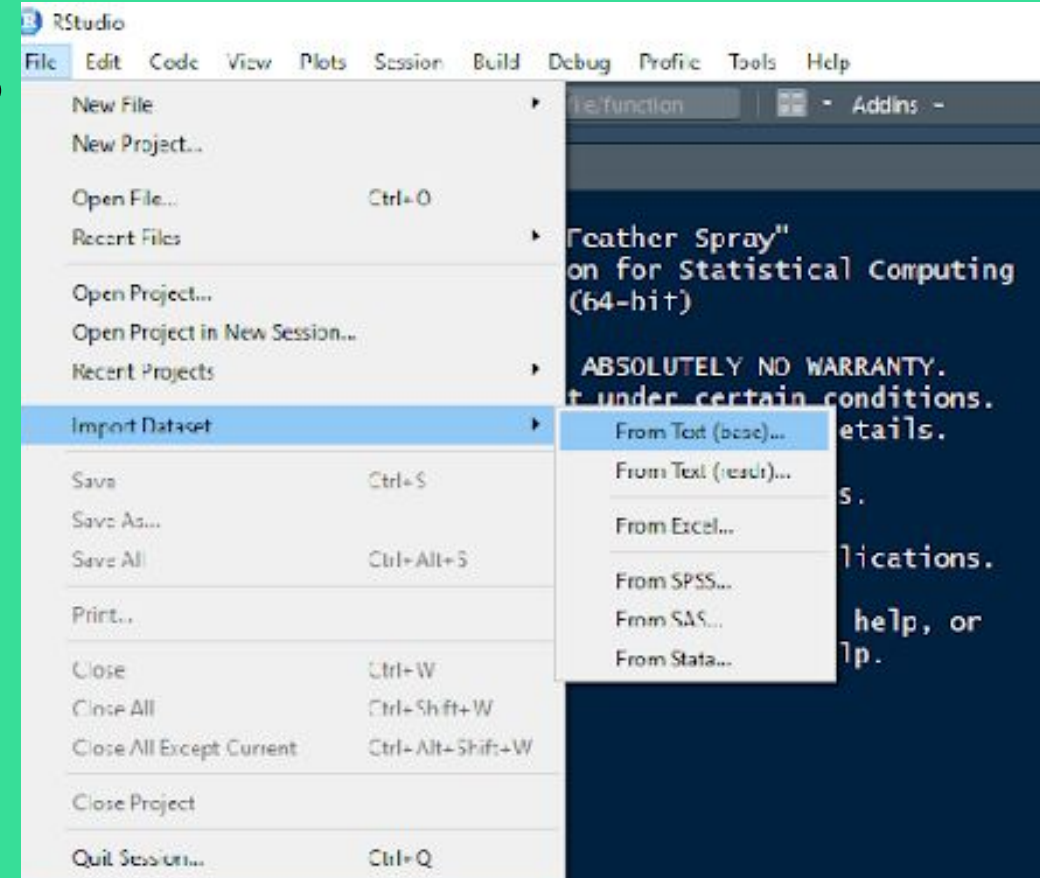 RStudio
File Edit Code View Plots Session Build Debug Profile Tools Help
New File file/function Addins
New Project...
Open File... Ctrl+O
Recent Files
Feather Spray"
on for Statistical Computing
Open Project...
(64-bit)
Open Project in New Session...
Recent Projects
ABSOLUTELY NO WARRANTY.
t under certain conditions.
Import Dataset
From Text (base)...
etails.
From Text (readr)...
Save Ctrl+S
s.
Save As...
From Excel...
Save All Ctrl+Alt+S
lications.
From SPSS...
Print...
From SAS...
help, or
From Stata...
lp.
Close Ctrl+W
Close All Ctrl+Shift+W
Close All Except Current Ctrl+Alt+Shift+W
Close Project
Quit Session... Ctrl+Q